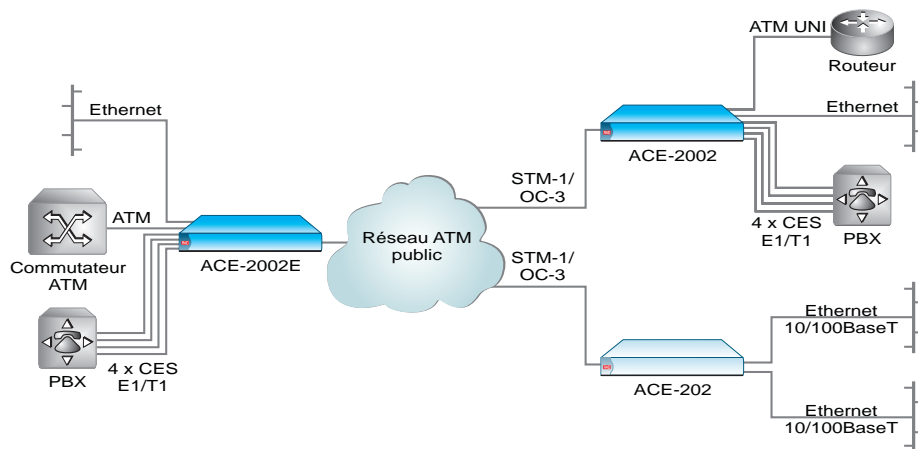 Ethernet
ATM
Commutateur
ATM
PBX
4 x CES
E1/T1
ACE-2002E
Réseau ATM
public
STM-1/
OC-3
STM-1/
OC-3
ATM UNI
Routeur
Ethernet
ACE-2002
4 x CES
E1/T1
PBX
Ethernet
10/100BaseT
ACE-202
Ethernet
10/100BaseT